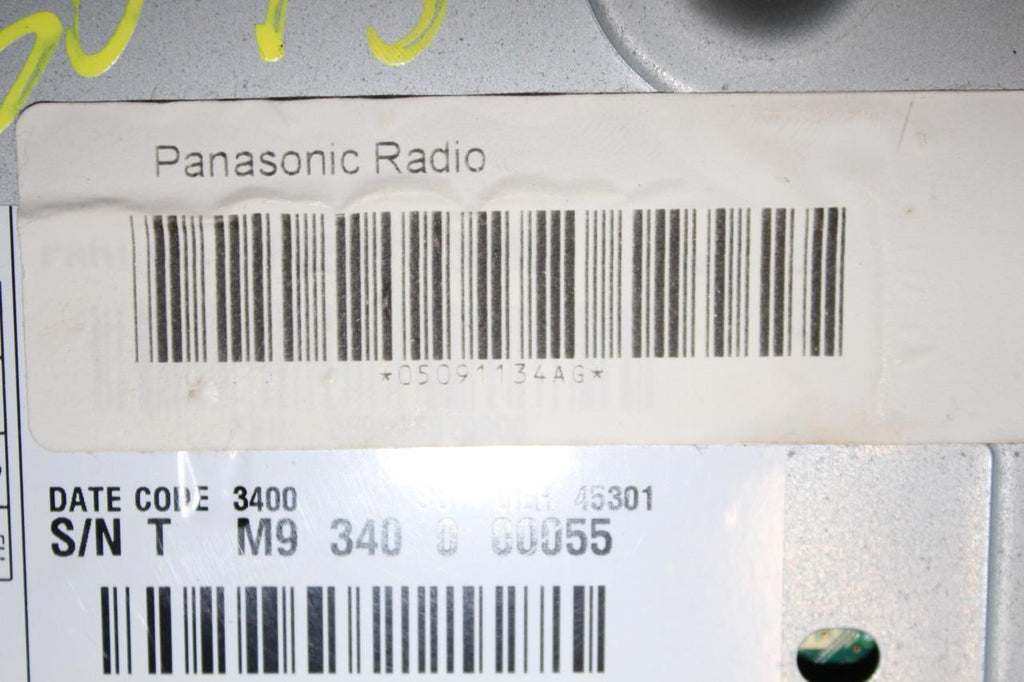 Panasonic Radio
*05091134AG*
DATE CODE 3400 45301
S/N T M9 340 0 00055